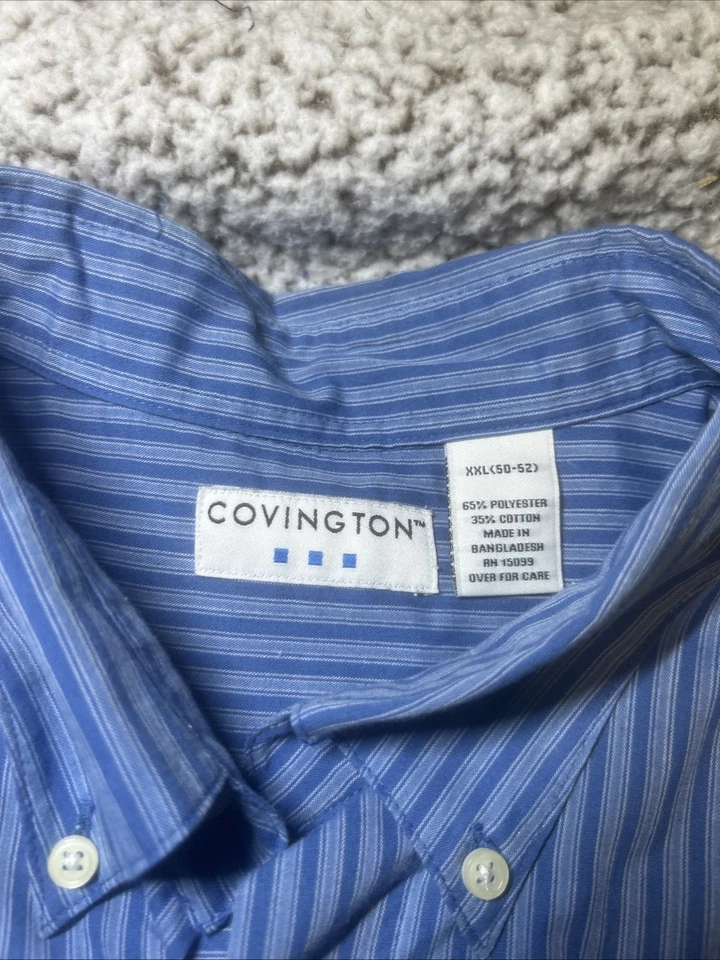 COVINGTON™
XXL(50-52)
65% POLYESTER
35% COTTON
MADE IN
BANGLADESH
RN 15099
OVER FOR CARE